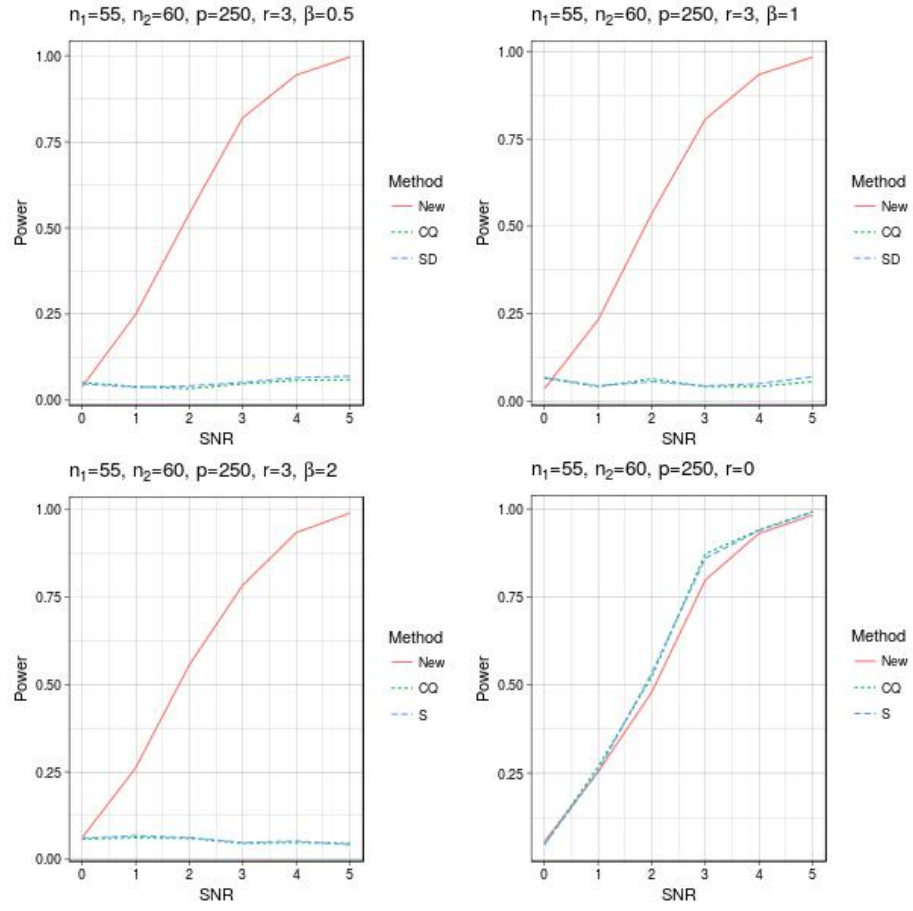 n₁=55, n₂=60, p=250, r=3, β=0.5
1.00
0.75
0.50
0.25
0.00
Power
0 1 2 3 4 5
SNR
Method
New
CQ
SD
n₁=55, n₂=60, p=250, r=3, β=1
1.00
0.75
0.50
0.25
0.00
Power
0 1 2 3 4 5
SNR
Method
New
CQ
SD
n₁=55, n₂=60, p=250, r=3, β=2
1.00
0.75
0.50
0.25
0.00
Power
0 1 2 3 4 5
SNR
Method
New
CQ
S
n₁=55, n₂=60, p=250, r=0
1.00
0.75
0.50
0.25
Power
0 1 2 3 4 5
SNR
Method
New
CQ
S